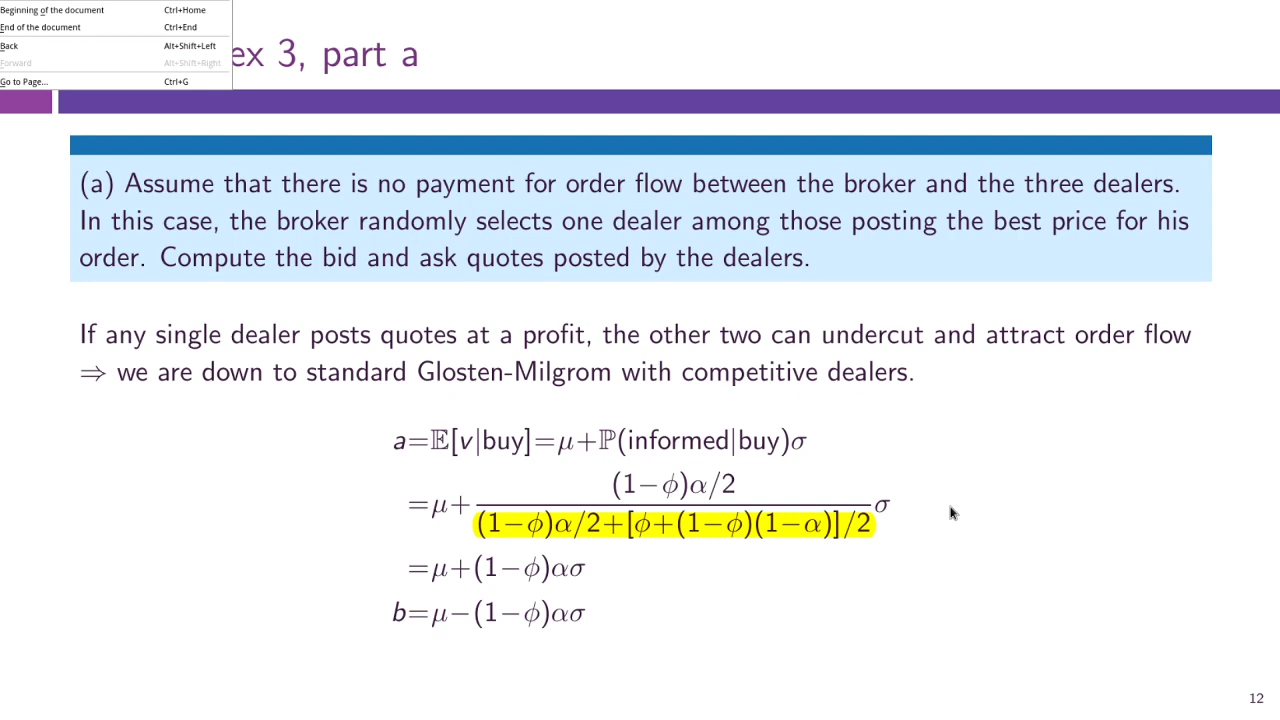 Beginning of the document Ctrl+Home
End of the document Ctrl+End
Back Alt+Shift+Left
Forward Alt+Shift+Right
Go to Page... Ctrl+G
ex 3, part a
(a) Assume that there is no payment for order flow between the broker and the three dealers.
In this case, the broker randomly selects one dealer among those posting the best price for his
order. Compute the bid and ask quotes posted by the dealers.
If any single dealer posts quotes at a profit, the other two can undercut and attract order flow
⇒ we are down to standard Glosten-Milgrom with competitive dealers.
a=𝔼[v|buy]=μ+ℙ(informed|buy)σ
(1−ϕ)α/2
=μ+ σ
(1−ϕ)α/2+[ϕ+(1−ϕ)(1−α)]/2
=μ+(1−ϕ)ασ
b=μ−(1−ϕ)ασ
12